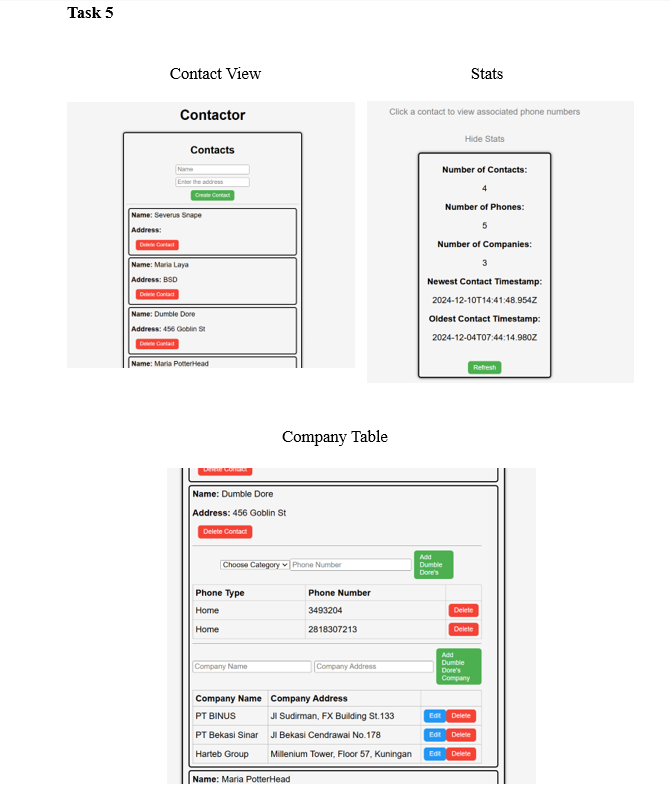 Task 5
Contact View
Contactor
Contacts
Name
Enter the address
Create Contact
Name: Severus Snape
Address:
Delete Contact
Name: Maria Laya
Address: BSD
Delete Contact
Name: Dumble Dore
Address: 456 Goblin St
Delete Contact
Name: Maria PotterHead
Stats
Click a contact to view associated phone numbers
Hide Stats
Number of Contacts:
4
Number of Phones:
5
Number of Companies:
3
Newest Contact Timestamp:
2024-12-10T14:41:48.954Z
Oldest Contact Timestamp:
2024-12-04T07:44:14.980Z
Refresh
Company Table
Delete Contact
Name: Dumble Dore
Address: 456 Goblin St
Delete Contact
Choose Category Phone Number Add Dumble Dore's
Phone Type Phone Number
Home 3493204 Delete
Home 2818307213 Delete
Company Name Company Address Add Dumble Dore's Company
Company Name Company Address
PT BINUS Jl Sudirman, FX Building St.133 Edit Delete
PT Bekasi Sinar Jl Bekasi Cendrawai No.178 Edit Delete
Harteb Group Millenium Tower, Floor 57, Kuningan Edit Delete
Name: Maria PotterHead